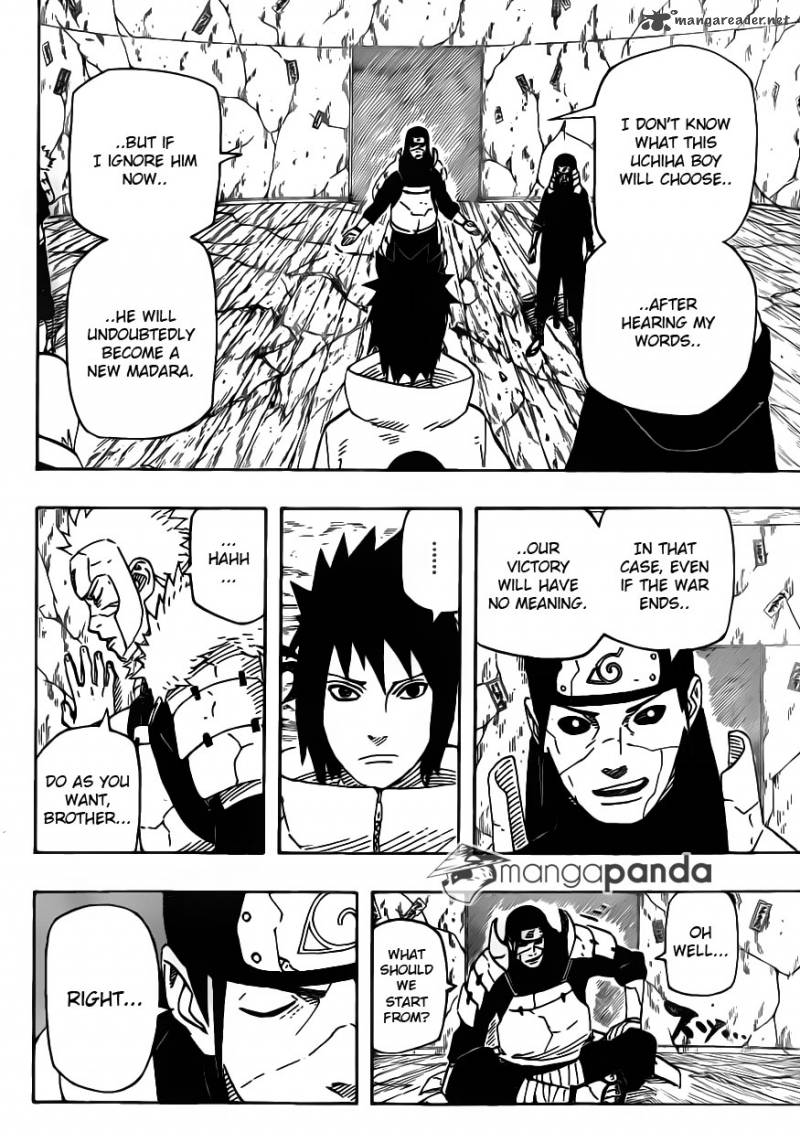 mangareader.net
I DON'T KNOW
WHAT THIS
UCHIHA BOY
WILL CHOOSE..
..AFTER
HEARING MY
WORDS..
..BUT IF
I IGNORE HIM
NOW..
..HE WILL
UNDOUBTEDLY
BECOME A
NEW MADARA.
IN THAT
CASE, EVEN
IF THE WAR
ENDS..
..OUR
VICTORY
WILL HAVE
NO MEANING.
........
...
HAHH
...
DO AS YOU
WANT,
BROTHER...
mangapanda
OH
WELL...
WHAT
SHOULD
WE
START
FROM?
スッ...
RIGHT...